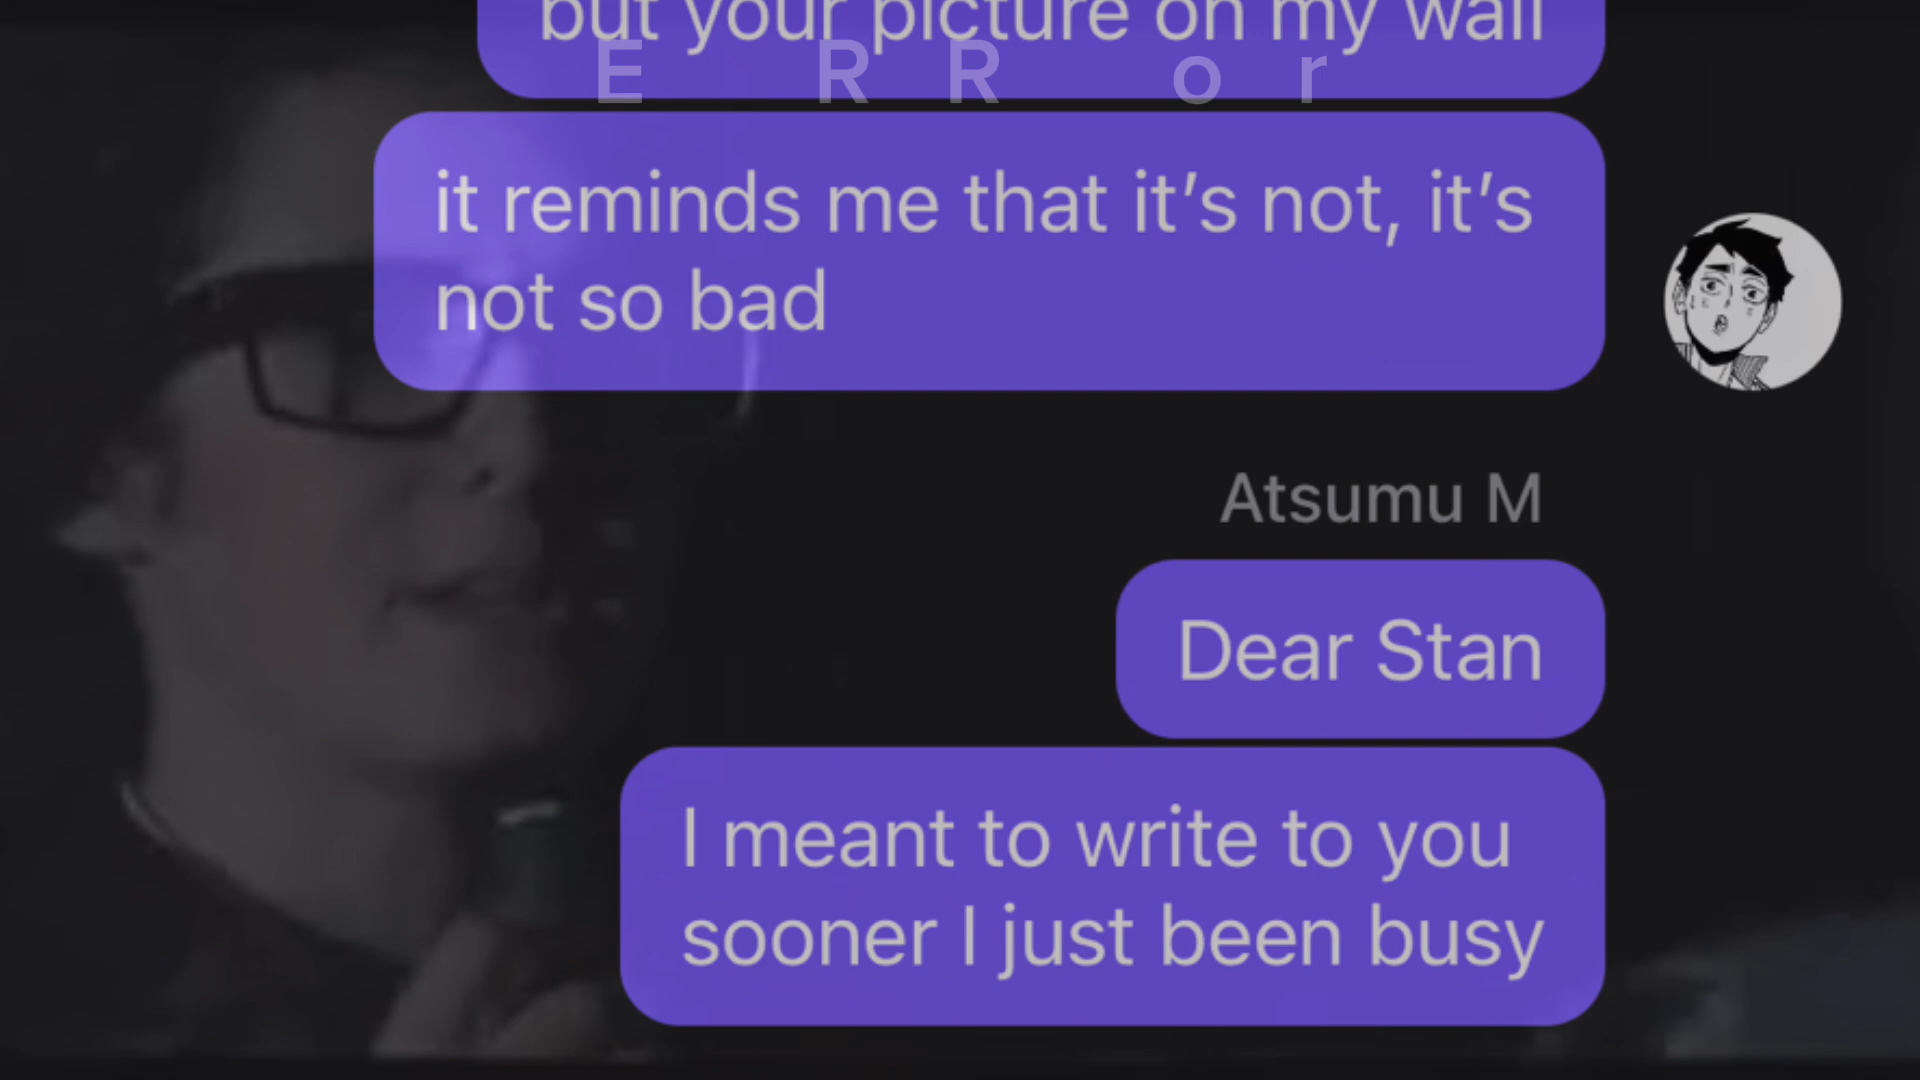 but your picture on my wall
E R R o r
it reminds me that it’s not, it’s
not so bad
Atsumu M
Dear Stan
I meant to write to you
sooner I just been busy